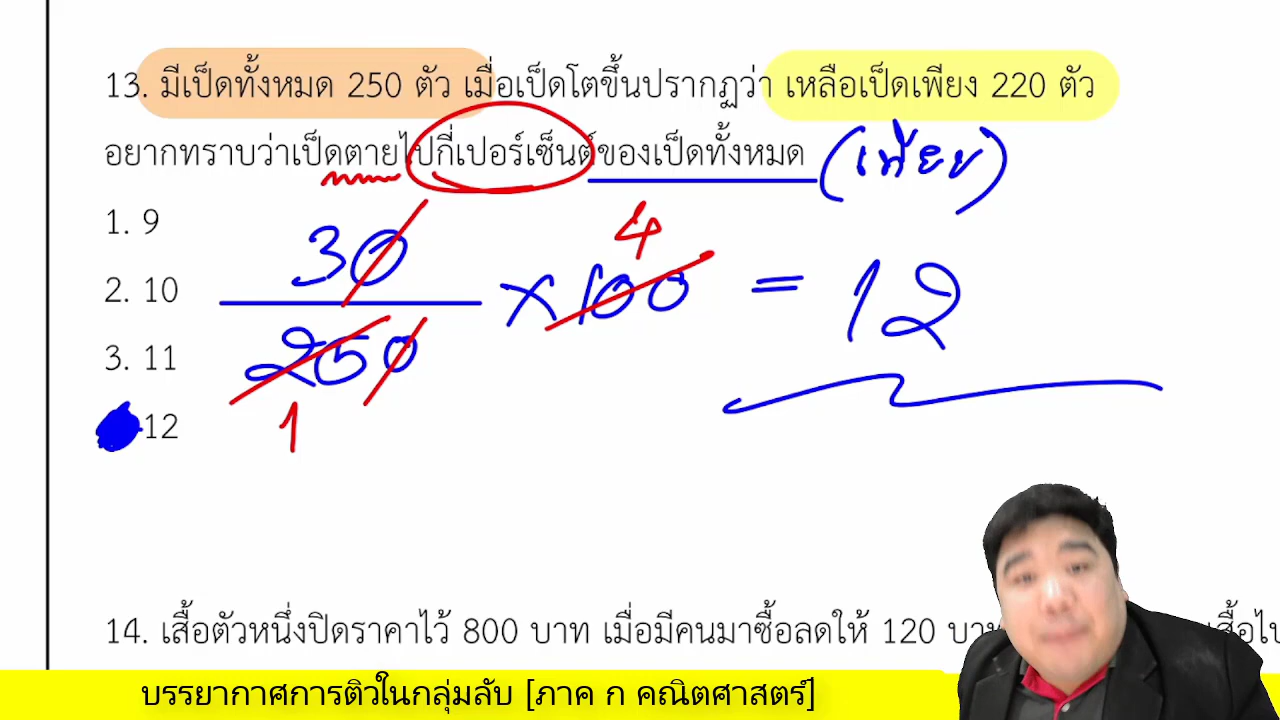 13. มีเป็ดทั้งหมด 250 ตัว เมื่อเป็ดโตขึ้นปรากฏว่า เหลือเป็ดเพียง 220 ตัว
อยากทราบว่าเป็ดตายไปกี่เปอร์เซ็นต์ของเป็ดทั้งหมด (เทียบ)
1. 9
30 4
2. 10 × 100 = 12
250
3. 11
1
12
14. เสื้อตัวหนึ่งปิดราคาไว้ 800 บาท เมื่อมีคนมาซื้อลดให้ 120
บรรยากาศการติวในกลุ่มลับ [ภาค ก คณิตศาสตร์]